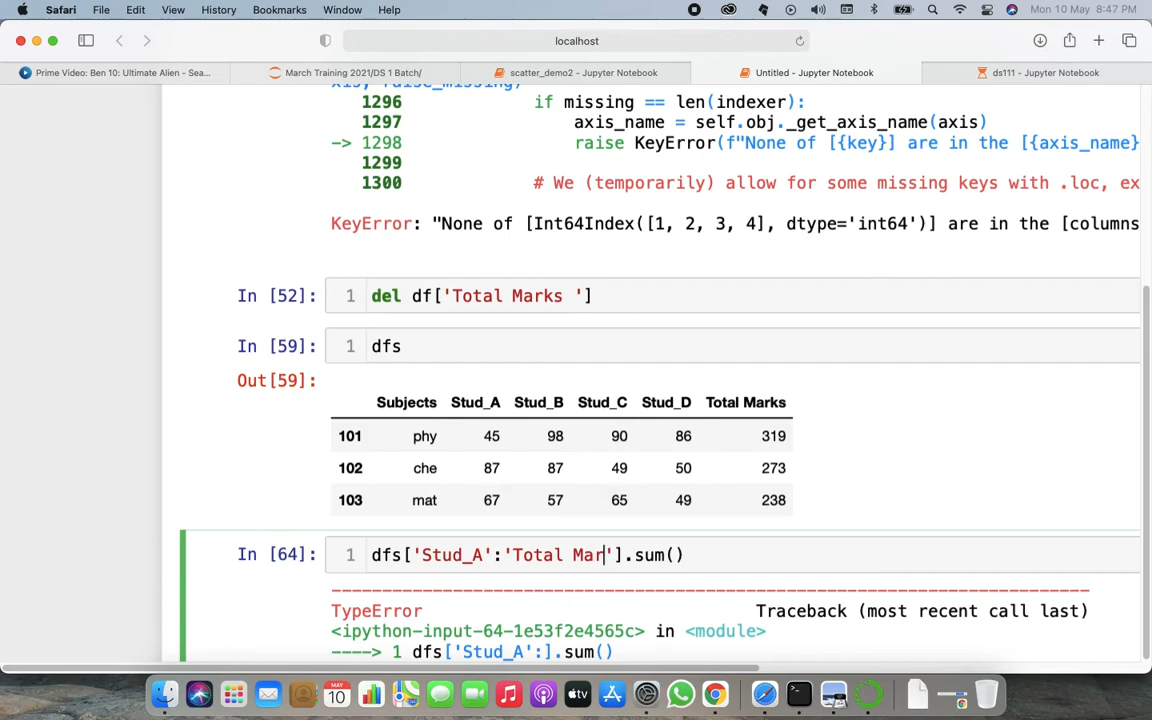 Safari File Edit View History Bookmarks Window Help Mon 10 May 8:47 PM
localhost
Prime Video: Ben 10: Ultimate Alien - Sea... March Training 2021/DS 1 Batch/ scatter_demo2 - Jupyter Notebook Untitled - Jupyter Notebook ds111 - Jupyter Notebook
axis, raise_missing)
1296 if missing == len(indexer):
1297 axis_name = self.obj._get_axis_name(axis)
-> 1298 raise KeyError(f"None of [{key}] are in the [{axis_name}
1299
1300 # We (temporarily) allow for some missing keys with .loc, ex
KeyError: "None of [Int64Index([1, 2, 3, 4], dtype='int64')] are in the [columns
In [52]: 1 del df['Total Marks ']
In [59]: 1 dfs
Out[59]:
Subjects Stud_A Stud_B Stud_C Stud_D Total Marks
101 phy 45 98 90 86 319
102 che 87 87 49 50 273
103 mat 67 57 65 49 238
In [64]: 1 dfs['Stud_A':'Total Mar'].sum()
---------------------------------------------------------------------------
TypeError Traceback (most recent call last)
<ipython-input-64-1e53f2e4565c> in <module>
----> 1 dfs['Stud_A':].sum()
MAY
10
tv